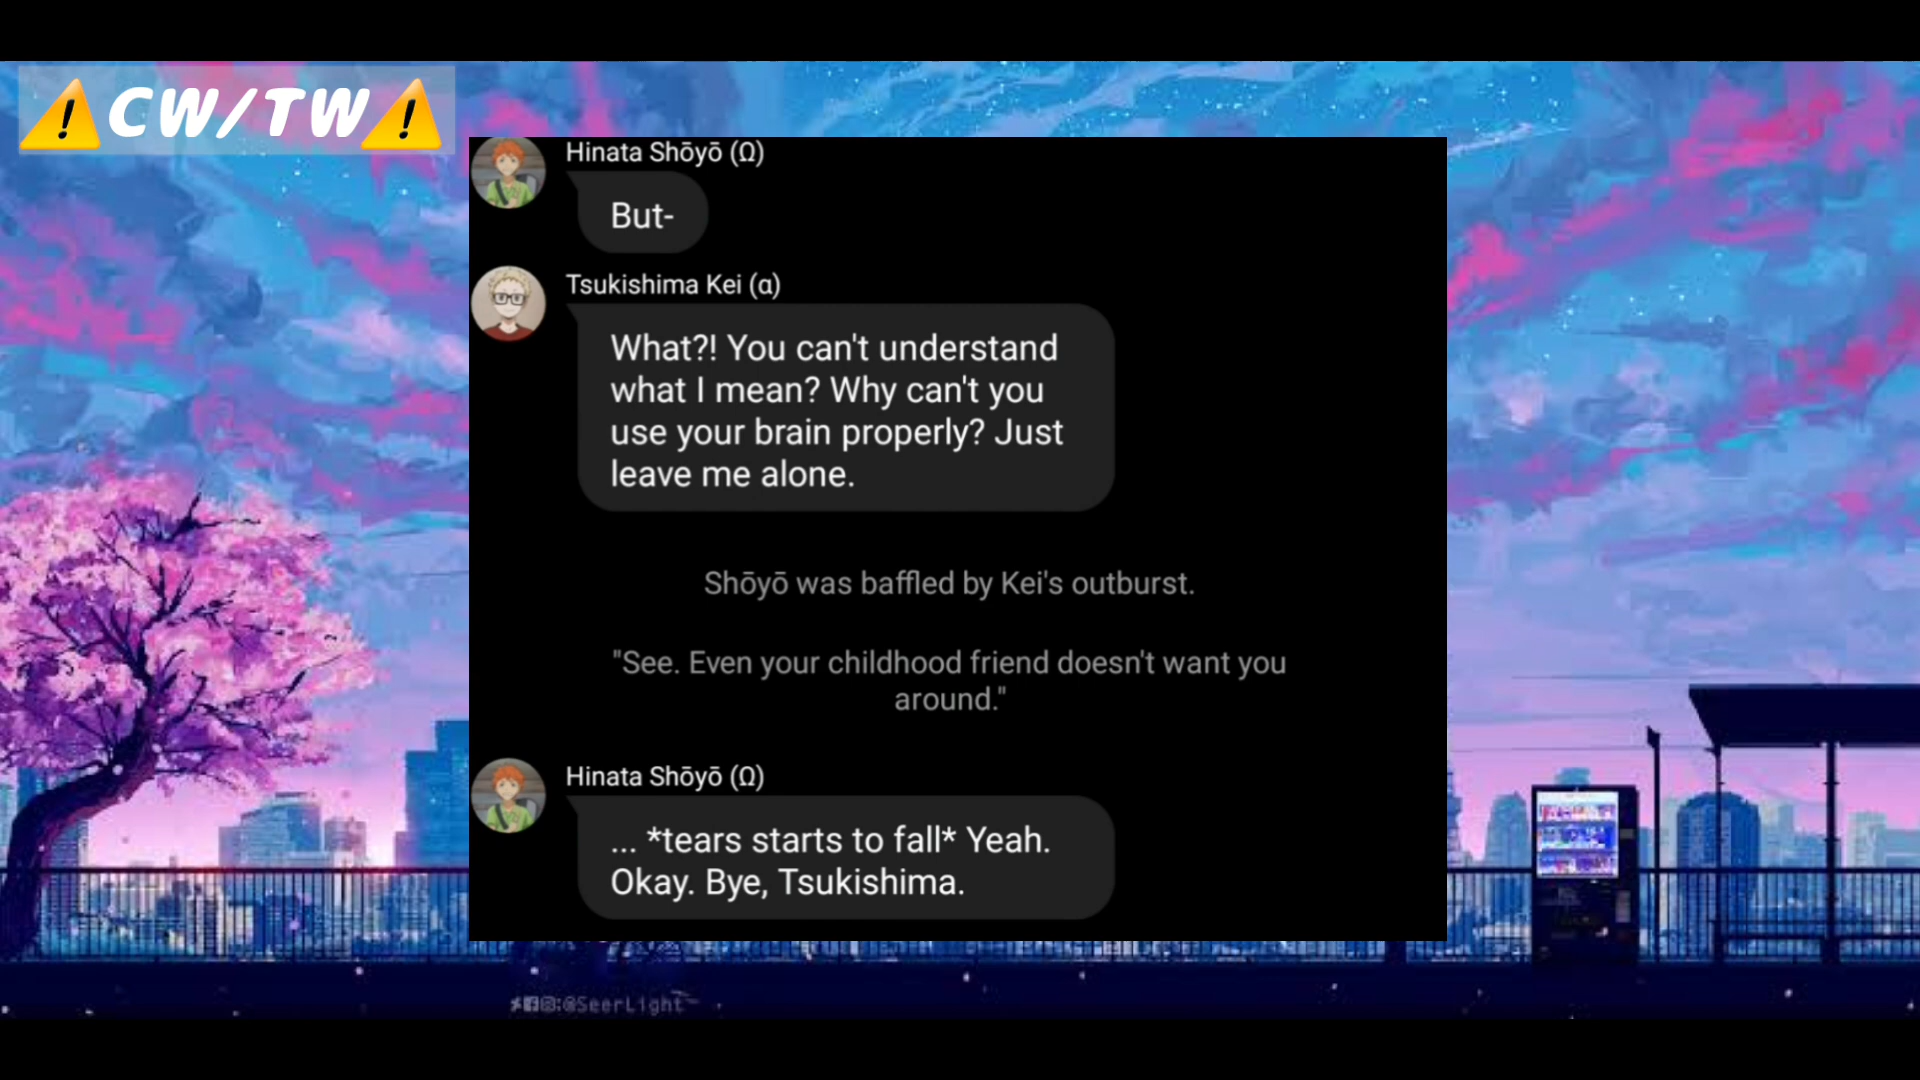 ⚠CW/TW⚠
Hinata Shōyō (Ω)
But-
Tsukishima Kei (α)
What?! You can't understand
what I mean? Why can't you
use your brain properly? Just
leave me alone.
Shōyō was baffled by Kei's outburst.
"See. Even your childhood friend doesn't want you
around."
Hinata Shōyō (Ω)
... *tears starts to fall* Yeah.
Okay. Bye, Tsukishima.
:@SeerLight